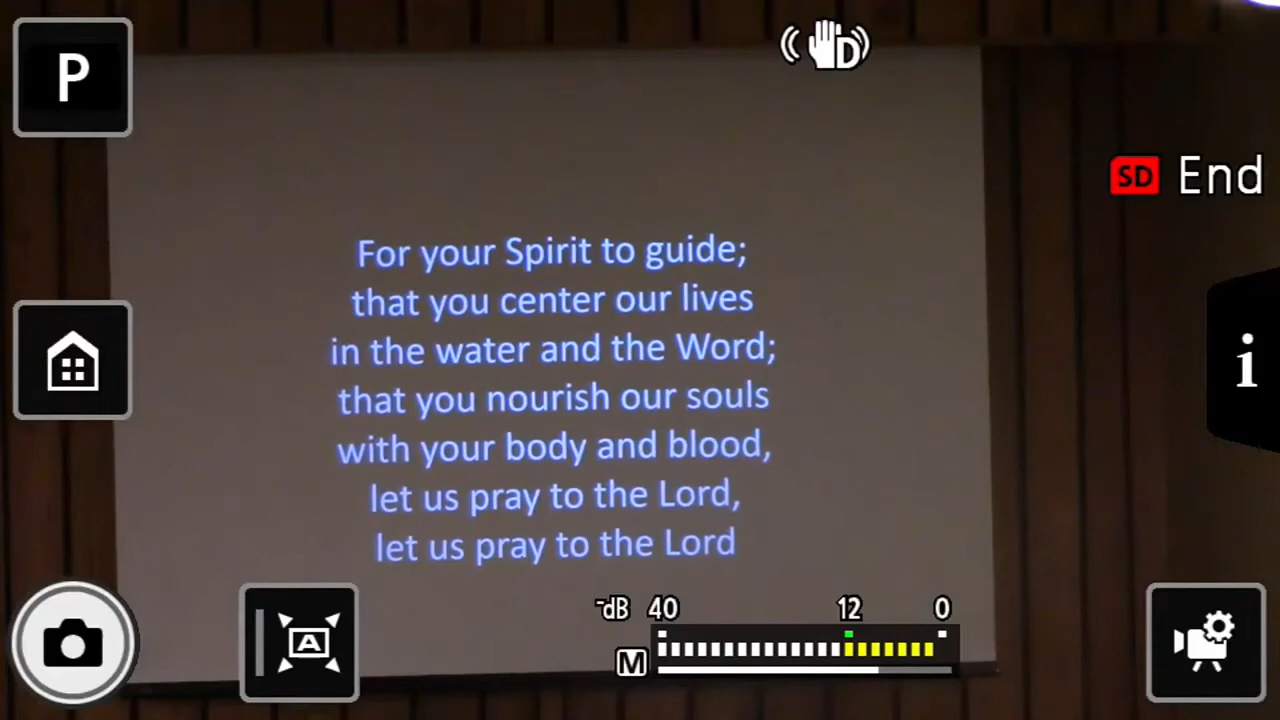 P
D
SD End
For your Spirit to guide;
that you center our lives
in the water and the Word;
that you nourish our souls
with your body and blood,
let us pray to the Lord,
let us pray to the Lord
i
A
-dB 40 12 0
M